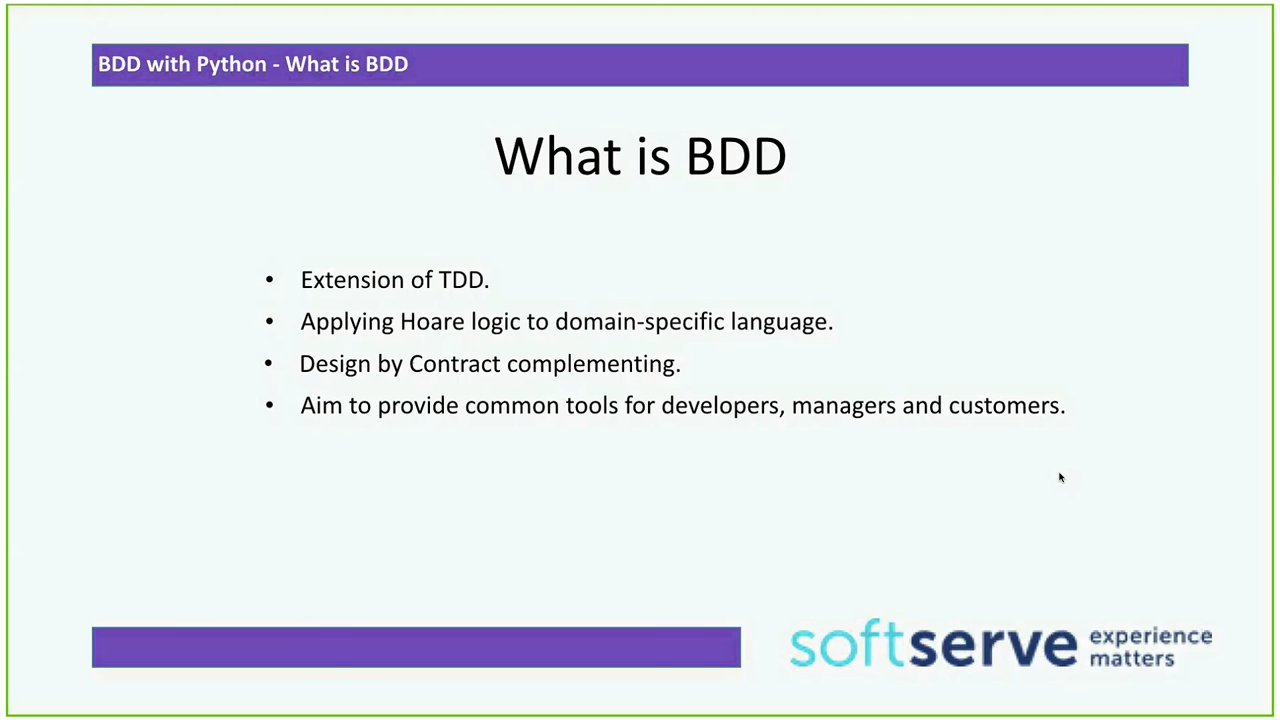 BDD with Python - What is BDD
What is BDD
• Extension of TDD.
• Applying Hoare logic to domain-specific language.
• Design by Contract complementing.
• Aim to provide common tools for developers, managers and customers.
softserve experience
matters